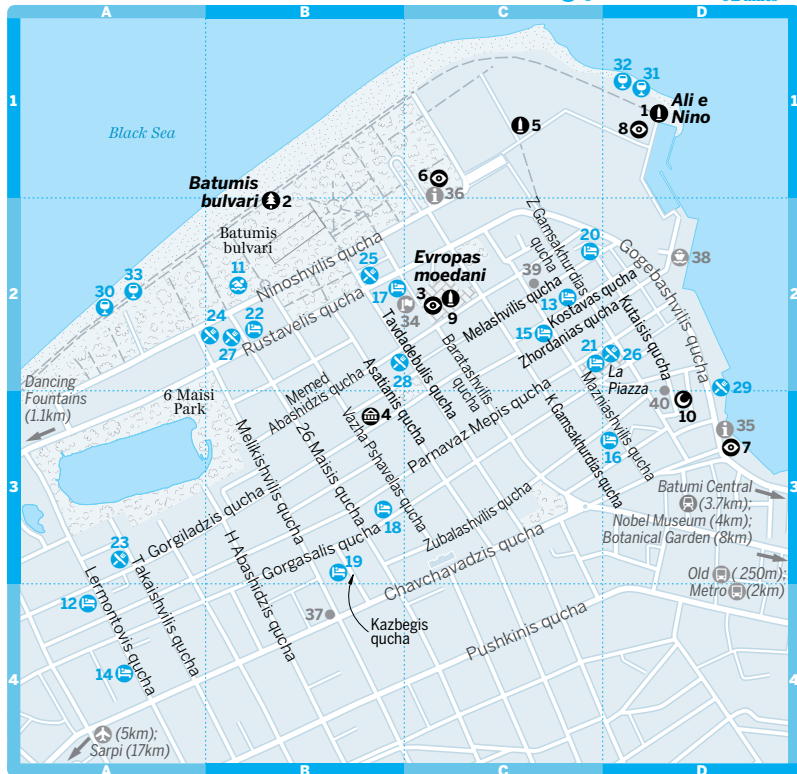 A
B
C
D
1
32
31
Ali e
Nino
1
1
8
5
Black Sea
6
36
Batumis
bulvari
2
Batumis
bulvari
Z Gamsakhurdias
qucha
20
Gogebashvilis qucha
38
Ninoshvilis qucha
25
Evropas
moedani
39
2
33
11
30
17
3
34
9
13
Melashvilis qucha
Kostavas qucha
Kutaisis qucha
2
24
22
27
Rustavelis qucha
Tavdadebulis qucha
Baratashvilis
qucha
15
Zhordanias qucha
21
26
28
La
Piazza
29
Dancing
Fountains
(1.1km)
6 Maisi
Park
Memed
Abashidzis qucha
Asatianis qucha
4
Parnavaz Mepis qucha
K Gamsakhurdias qucha
Mazniashvilis qucha
40
10
35
7
16
Melikishvilis qucha
26 Maisis qucha
Vazha Pshavelas qucha
3
3
T Gorgiladzis qucha
18
Zubalashvilis qucha
Batumi Central
(3.7km);
Nobel Museum (4km);
Botanical Garden (8km)
23
Gorgasalis qucha
19
Chavchavadzis qucha
Old (250m);
Metro (2km)
12
Lermontovis qucha
Takaishvilis qucha
H Abashidzis qucha
37
Kazbegis
qucha
Pushkinis qucha
14
4
4
(5km);
Sarpi (17km)
A
B
C
D